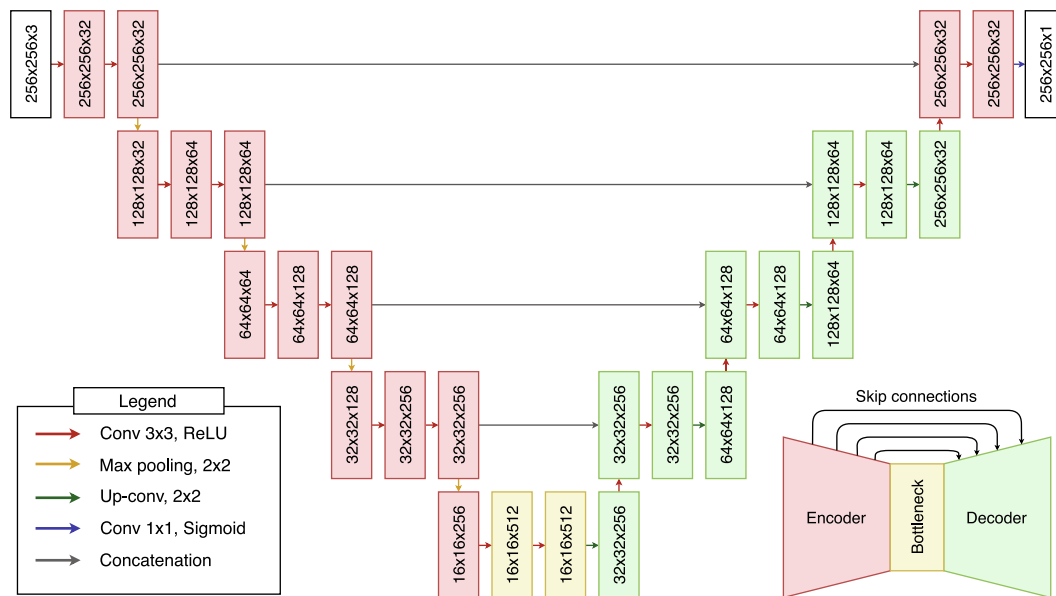 256x256x3
256x256x32
256x256x32
256x256x32
256x256x32
256x256x1
128x128x32
128x128x64
128x128x64
128x128x64
128x128x64
256x256x32
64x64x64
64x64x128
64x64x128
64x64x128
64x64x128
128x128x64
32x32x128
32x32x256
32x32x256
32x32x256
32x32x256
64x64x128
16x16x256
16x16x512
16x16x512
32x32x256
Legend
Conv 3x3, ReLU
Max pooling, 2x2
Up-conv, 2x2
Conv 1x1, Sigmoid
Concatenation
Skip connections
Encoder
Bottleneck
Decoder